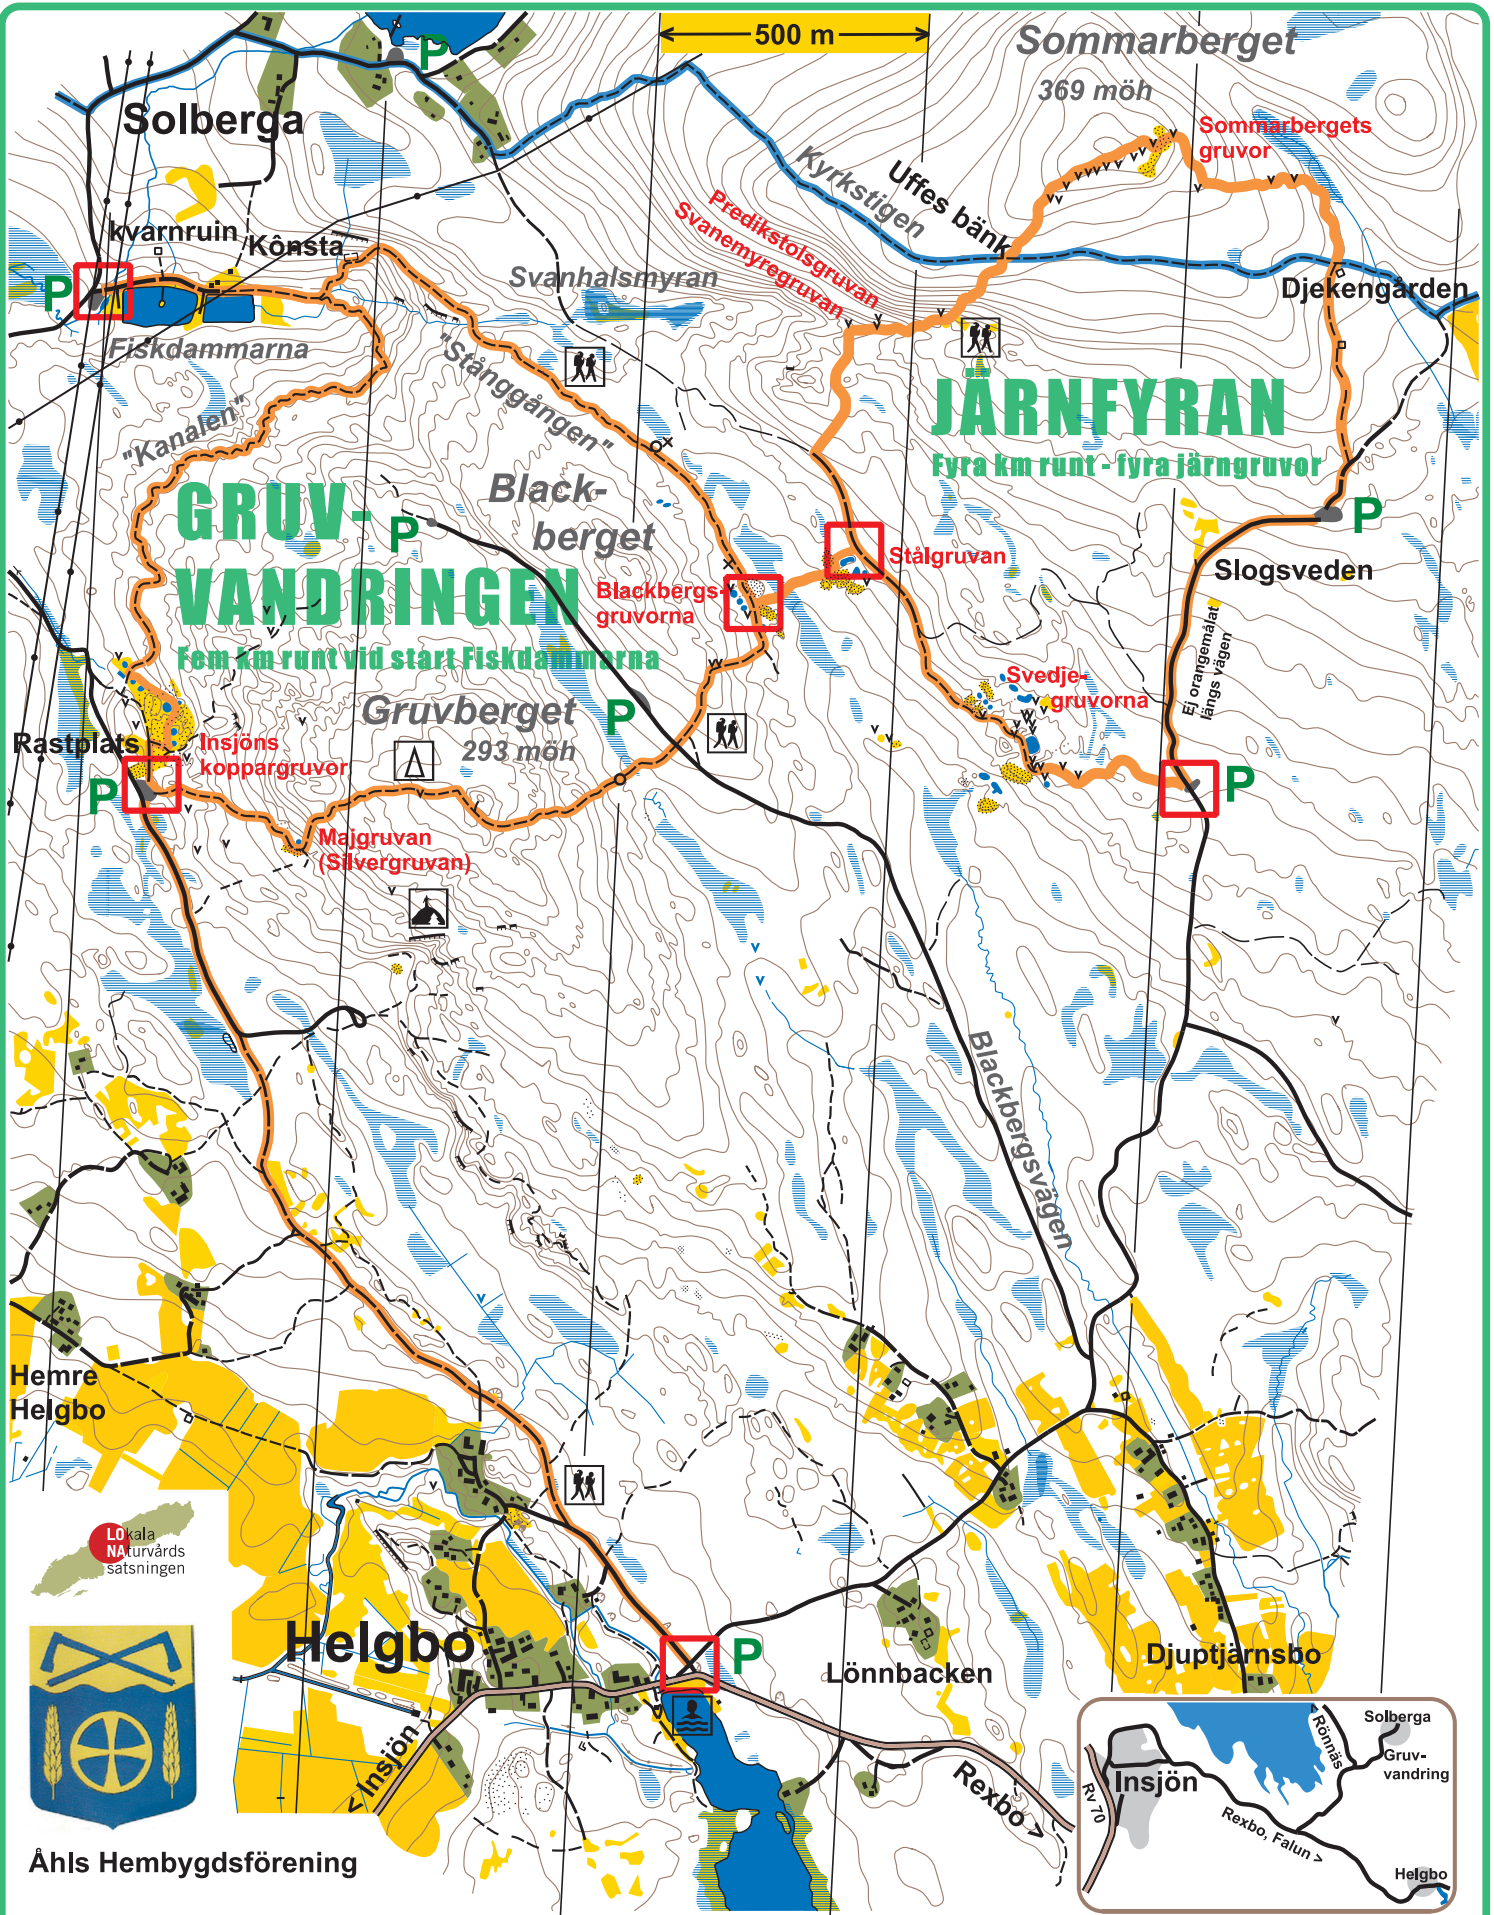 500 m
Sommarberget
369 möh
P
Solberga
Sommarbergets
gruvor
Kyrkstigen
Uffes bänk
Predikstolsgruvan
Svanemyregruvan
kvarnruin
Kônsta
Svanhalsmyran
Djekengården
P
Fiskdammarna
"Stånggången"
"Kanalen"
JÄRNFYRAN
Fyra km runt - fyra järngruvor
GRUV-
VANDRINGEN
Fem km runt vid start Fiskdammarna
Black-
berget
P
P
Stålgruvan
Slogsveden
Blackbergs-
gruvorna
Ej orangemålat
längs vägen
Svedje-
gruvorna
Gruvberget
293 möh
P
Rastplats
Insjöns
koppargruvor
P
P
Majgruvan
(Silvergruvan)
Blackbergsvägen
Hemre
Helgbo
LOkala
NAturvårds
satsningen
Helgbo
P
Lönnbacken
Djuptjärnsbo
< Insjön
Rexbo >
Åhls Hembygdsförening
Solberga
Rönnäs
Gruv-
vandring
Insjön
Rv 70
Rexbo, Falun >
Helgbo